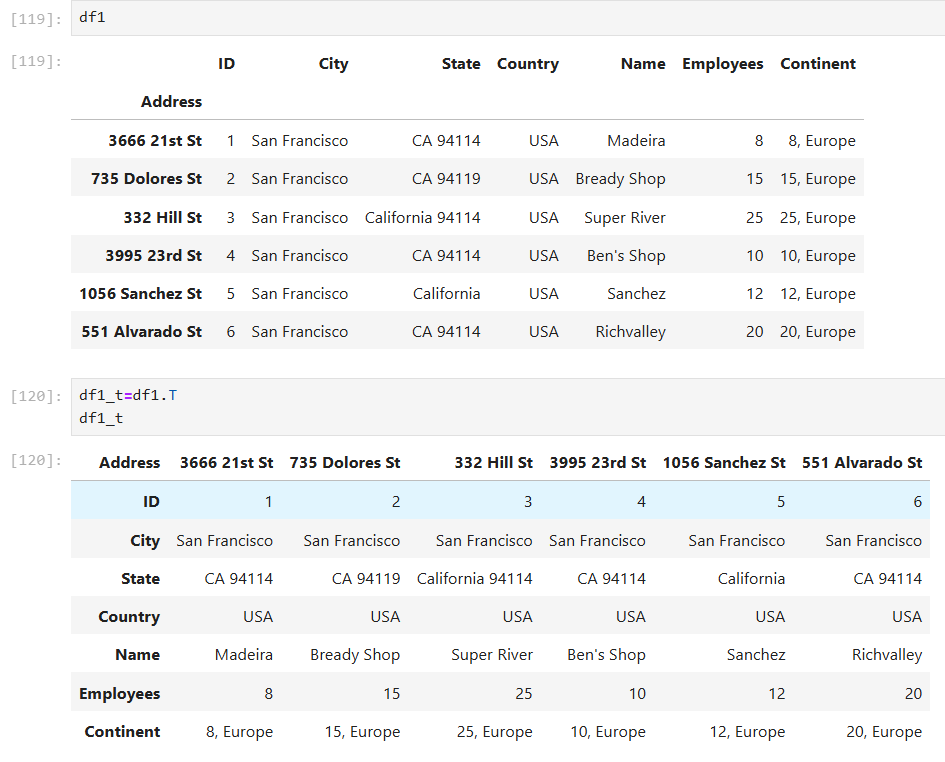 [119]: df1
[119]: ID City State Country Name Employees Continent
Address
3666 21st St 1 San Francisco CA 94114 USA Madeira 8 8, Europe
735 Dolores St 2 San Francisco CA 94119 USA Bready Shop 15 15, Europe
332 Hill St 3 San Francisco California 94114 USA Super River 25 25, Europe
3995 23rd St 4 San Francisco CA 94114 USA Ben's Shop 10 10, Europe
1056 Sanchez St 5 San Francisco California USA Sanchez 12 12, Europe
551 Alvarado St 6 San Francisco CA 94114 USA Richvalley 20 20, Europe
[120]: df1_t=df1.T
df1_t
[120]: Address 3666 21st St 735 Dolores St 332 Hill St 3995 23rd St 1056 Sanchez St 551 Alvarado St
ID 1 2 3 4 5 6
City San Francisco San Francisco San Francisco San Francisco San Francisco San Francisco
State CA 94114 CA 94119 California 94114 CA 94114 California CA 94114
Country USA USA USA USA USA USA
Name Madeira Bready Shop Super River Ben's Shop Sanchez Richvalley
Employees 8 15 25 10 12 20
Continent 8, Europe 15, Europe 25, Europe 10, Europe 12, Europe 20, Europe